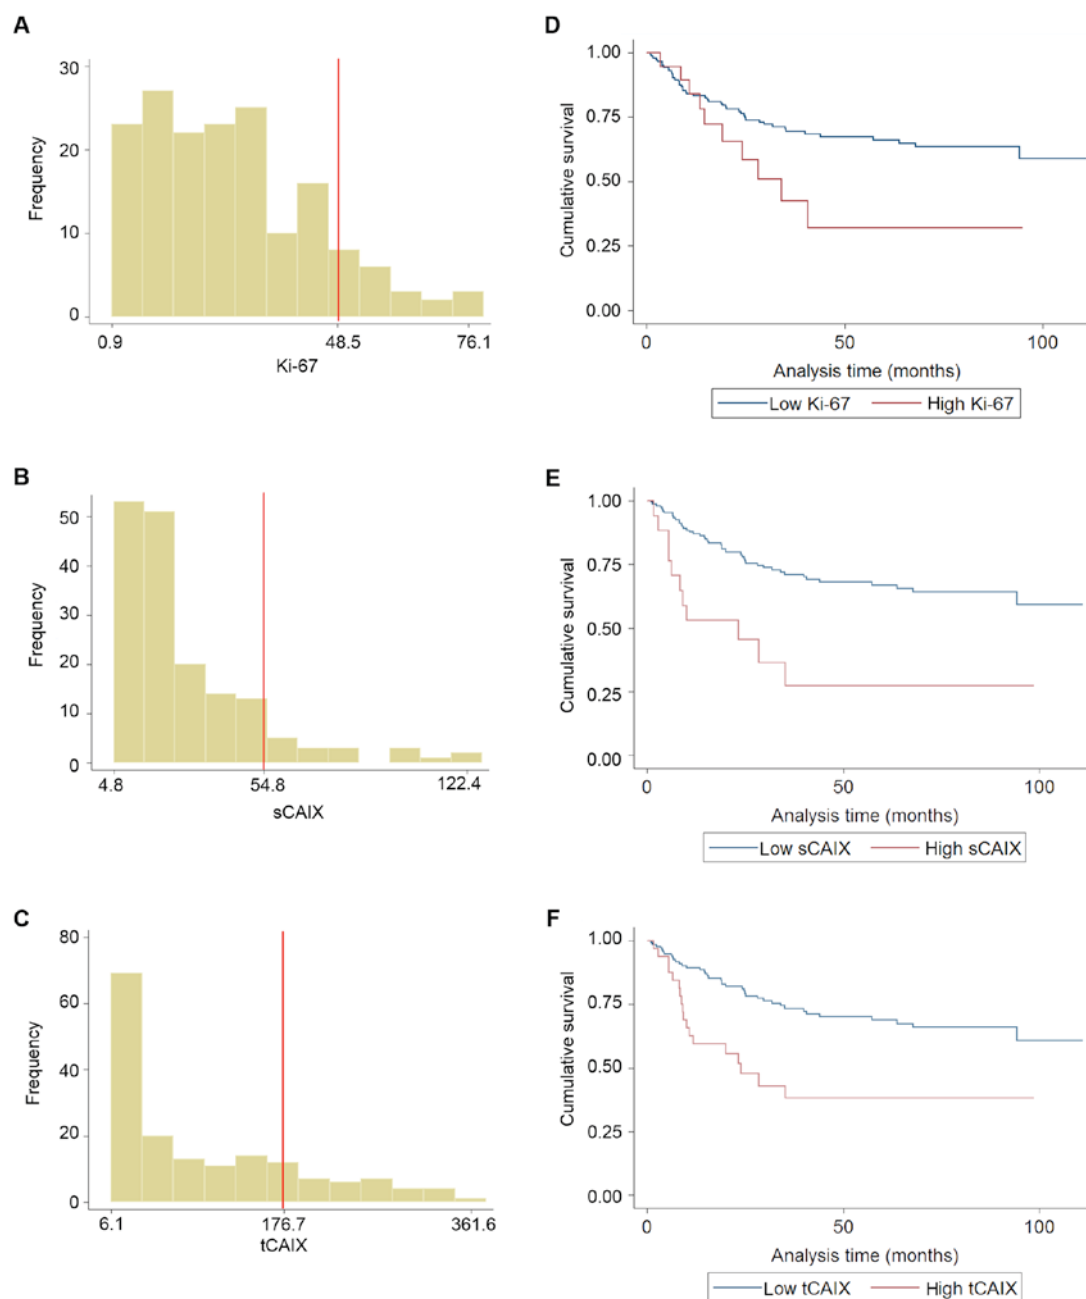 A
Frequency
30
20
10
0
0.9 48.5 76.1
Ki-67
D
Cumulative survival
1.00
0.75
0.50
0.25
0.00
0 50 100
Analysis time (months)
Low Ki-67 High Ki-67
B
Frequency
50
40
30
20
10
0
4.8 54.8 122.4
sCAIX
E
Cumulative survival
1.00
0.75
0.50
0.25
0.00
0 50 100
Analysis time (months)
Low sCAIX High sCAIX
C
Frequency
80
60
40
20
0
6.1 176.7 361.6
tCAIX
F
Cumulative survival
1.00
0.75
0.50
0.25
0.00
0 50 100
Analysis time (months)
Low tCAIX High tCAIX